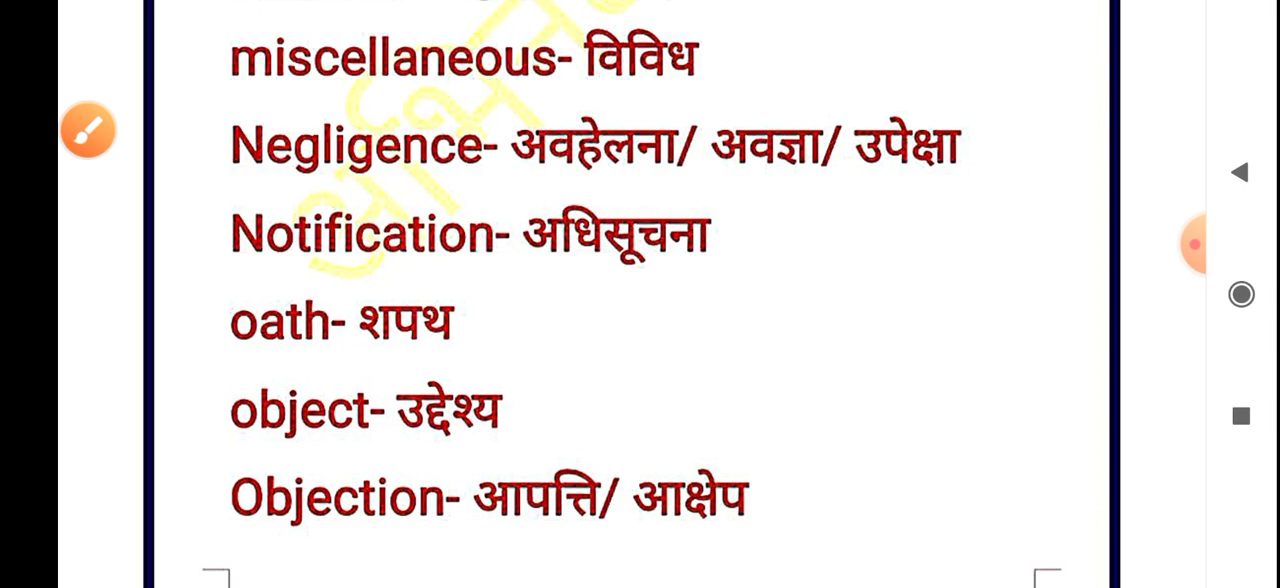 miscellaneous- विविध
Negligence- अवहेलना/ अवज्ञा/ उपेक्षा
Notification- अधिसूचना
oath- शपथ
object- उद्देश्य
Objection- आपत्ति/ आक्षेप